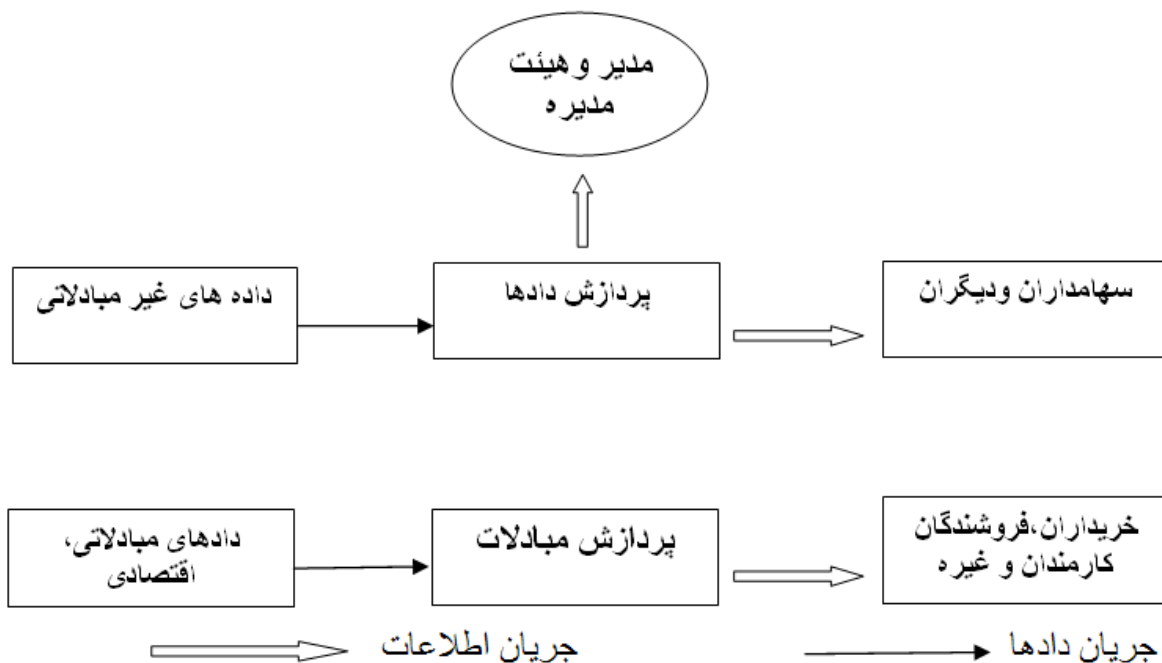 مدیر و هیئت
مدیره
داده های غیر مبادلاتی
پردازش دادها
سهامداران ودیگران
دادهای مبادلاتی،
اقتصادی
پردازش مبادلات
خریداران،فروشندگان
کارمندان و غیره
جریان اطلاعات
جریان دادها